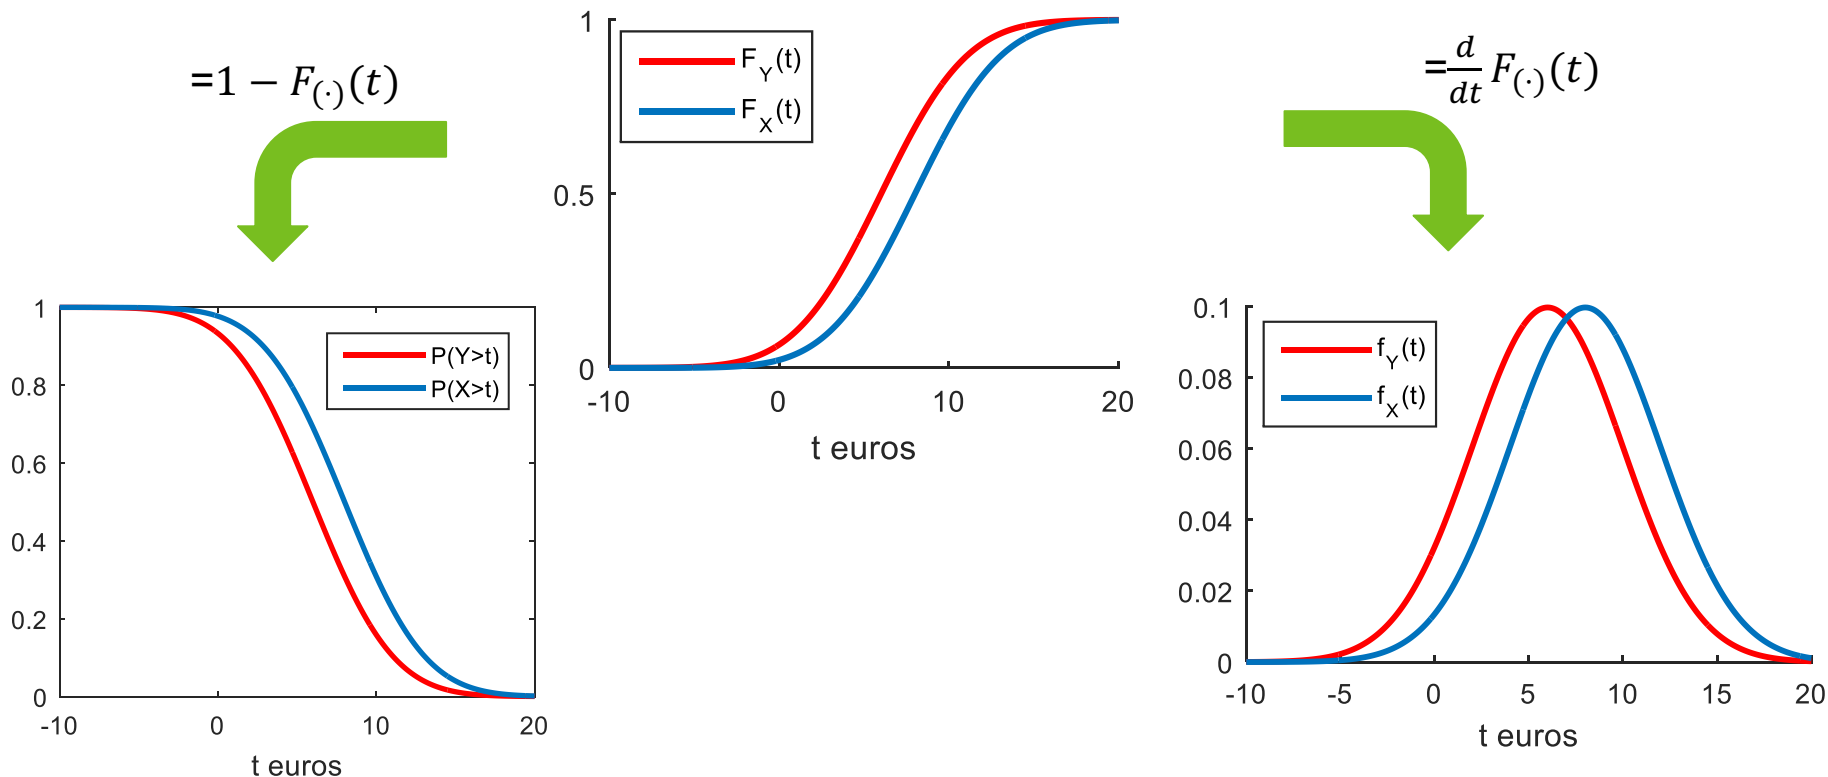 =1 − F_(·)(t)
=d/dt F_(·)(t)
1
0.5
0
F_Y(t)
F_X(t)
-10 0 10 20
t euros
1
0.8
0.6
0.4
0.2
0
P(Y>t)
P(X>t)
-10 0 10 20
t euros
0.1
0.08
0.06
0.04
0.02
0
f_Y(t)
f_X(t)
-10 -5 0 5 10 15 20
t euros